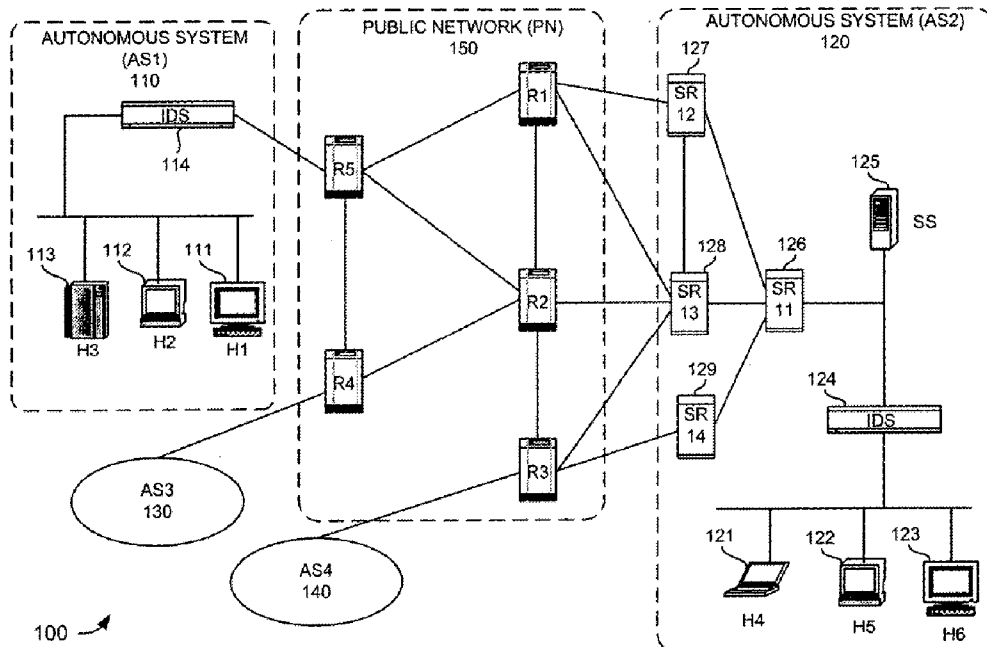 AUTONOMOUS SYSTEM
(AS1)
110
IDS
114
113
112
111
H3
H2
H1
PUBLIC NETWORK (PN)
150
R1
R5
R2
R4
R3
AUTONOMOUS SYSTEM (AS2)
120
127
SR
12
125
SS
128
SR
13
126
SR
11
129
SR
14
124
IDS
121
122
123
H4
H5
H6
AS3
130
AS4
140
100